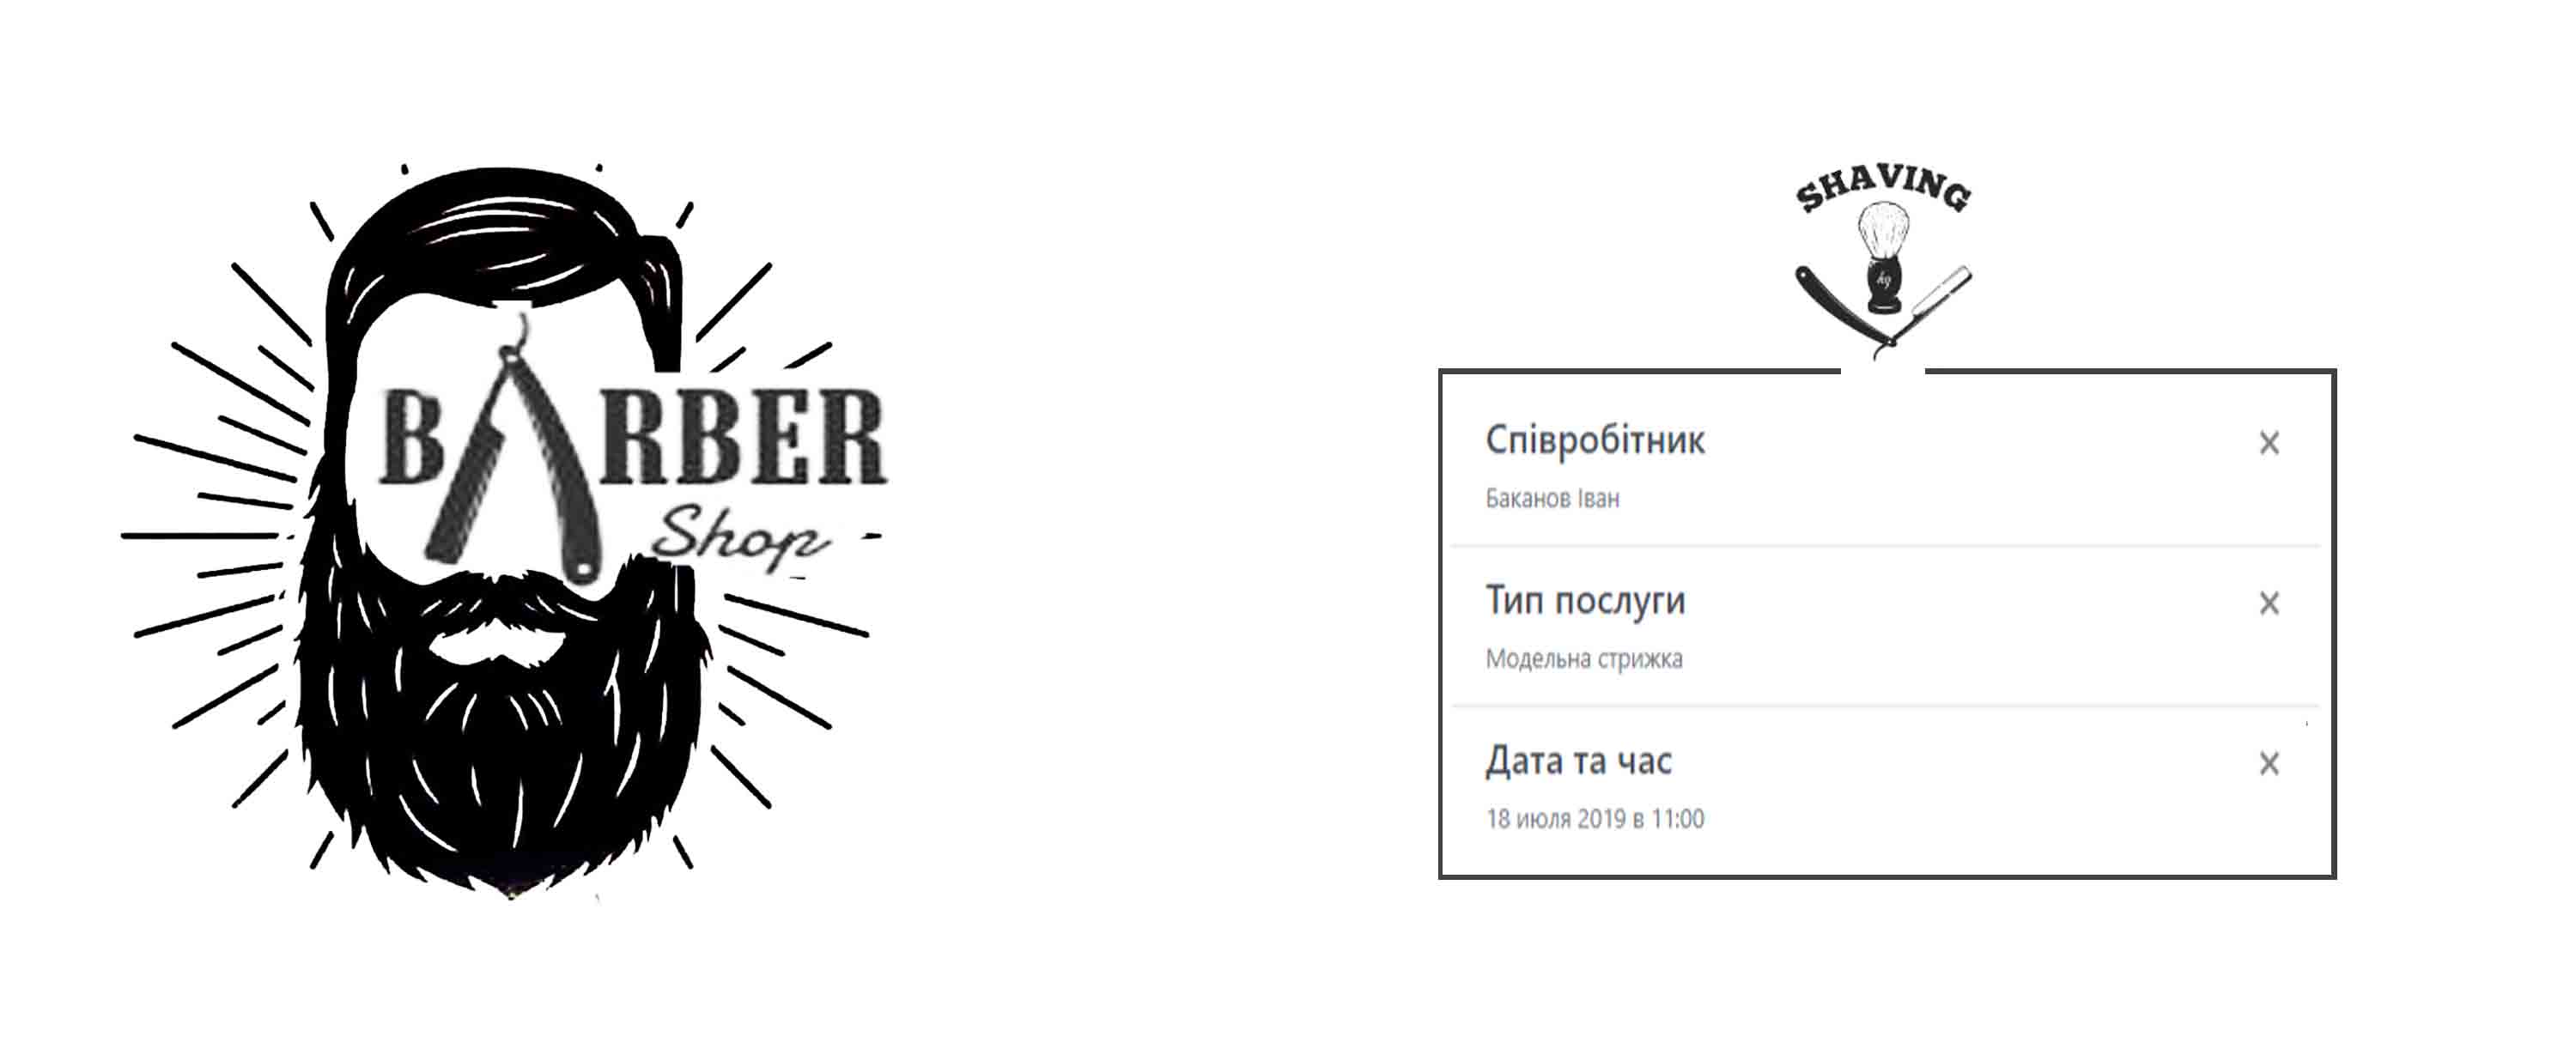 BARBER
Shop
SHAVING
Співробітник
Баканов Іван
Тип послуги
Модельна стрижка
Дата та час
18 июля 2019 в 11:00